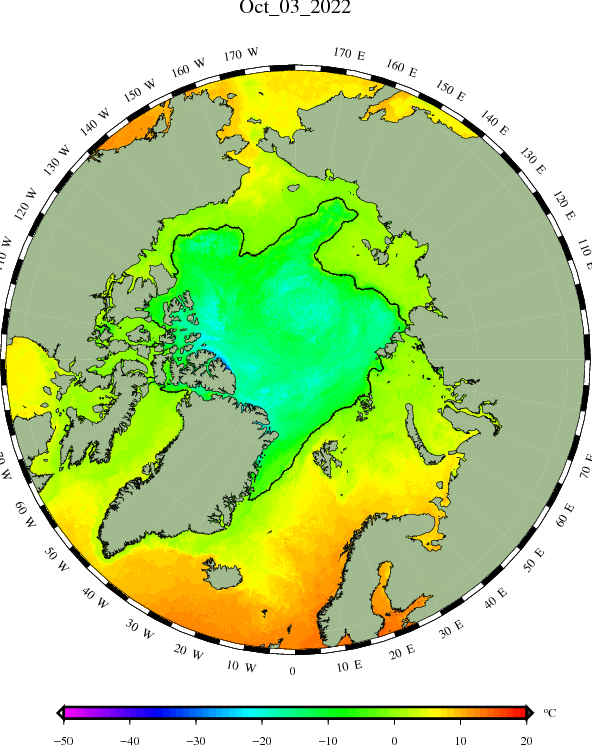 Oct_03_2022
170 W
170 E
160 W
160 E
150 W
150 E
140 W
140 E
130 W
130 E
120 W
120 E
110 E
50 W
60 W
40 W
30 W
20 W
10 W
0
10 E
20 E
30 E
40 E
50 E
60 E
70 E
°C
−50 −40 −30 −20 −10 0 10 20